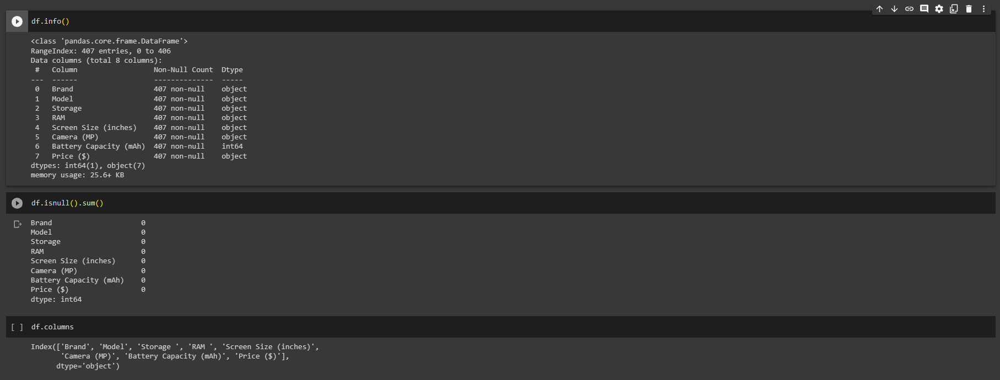 df.info()
<class 'pandas.core.frame.DataFrame'>
RangeIndex: 407 entries, 0 to 406
Data columns (total 8 columns):
 #   Column                  Non-Null Count  Dtype
---  ------                  --------------  -----
 0   Brand                   407 non-null    object
 1   Model                   407 non-null    object
 2   Storage                 407 non-null    object
 3   RAM                     407 non-null    object
 4   Screen Size (inches)    407 non-null    object
 5   Camera (MP)             407 non-null    object
 6   Battery Capacity (mAh)  407 non-null    int64
 7   Price ($)               407 non-null    object
dtypes: int64(1), object(7)
memory usage: 25.6+ KB
df.isnull().sum()
Brand                     0
Model                     0
Storage                   0
RAM                       0
Screen Size (inches)      0
Camera (MP)               0
Battery Capacity (mAh)    0
Price ($)                 0
dtype: int64
[ ] df.columns
Index(['Brand', 'Model', 'Storage ', 'RAM ', 'Screen Size (inches)',
       'Camera (MP)', 'Battery Capacity (mAh)', 'Price ($)'],
      dtype='object')